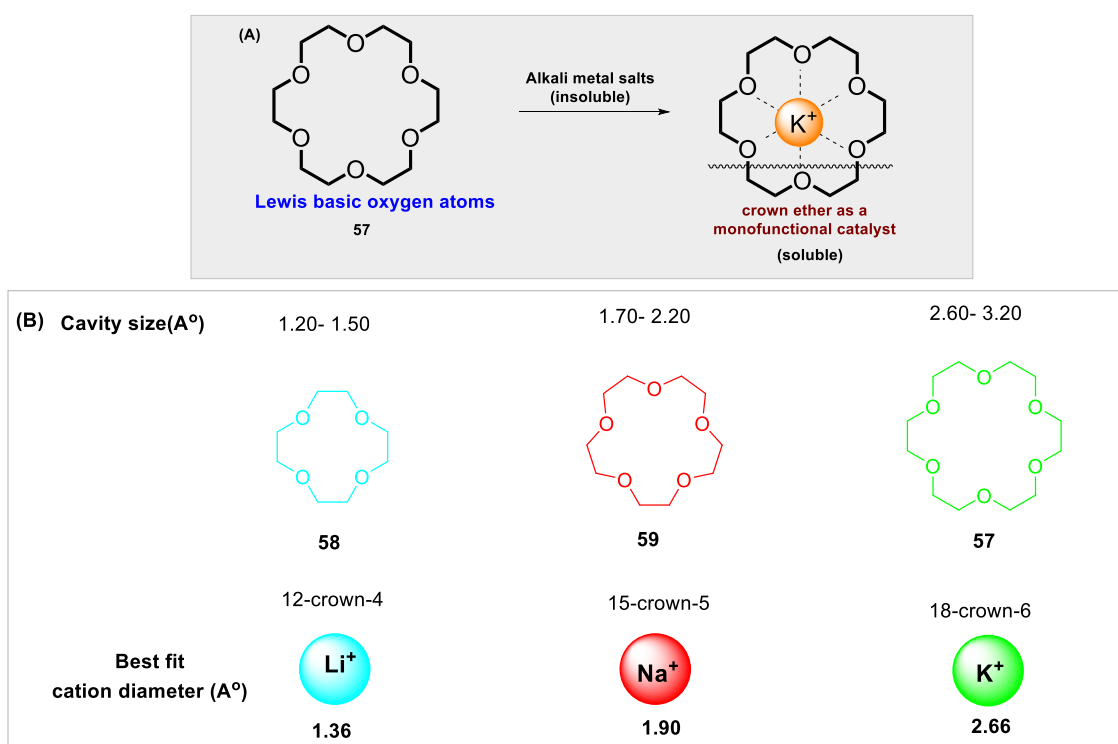 (A)
O
O
O
O
O
O
Lewis basic oxygen atoms
57
Alkali metal salts
(insoluble)
O
O
O
K+
O
O
O
crown ether as a
monofunctional catalyst
(soluble)
(B) Cavity size(Aº)
1.20- 1.50
1.70- 2.20
2.60- 3.20
O
O
O
O
58
O
O
O
O
O
59
O
O
O
O
O
O
57
12-crown-4
15-crown-5
18-crown-6
Best fit
cation diameter (Aº)
Li+
Na+
K+
1.36
1.90
2.66